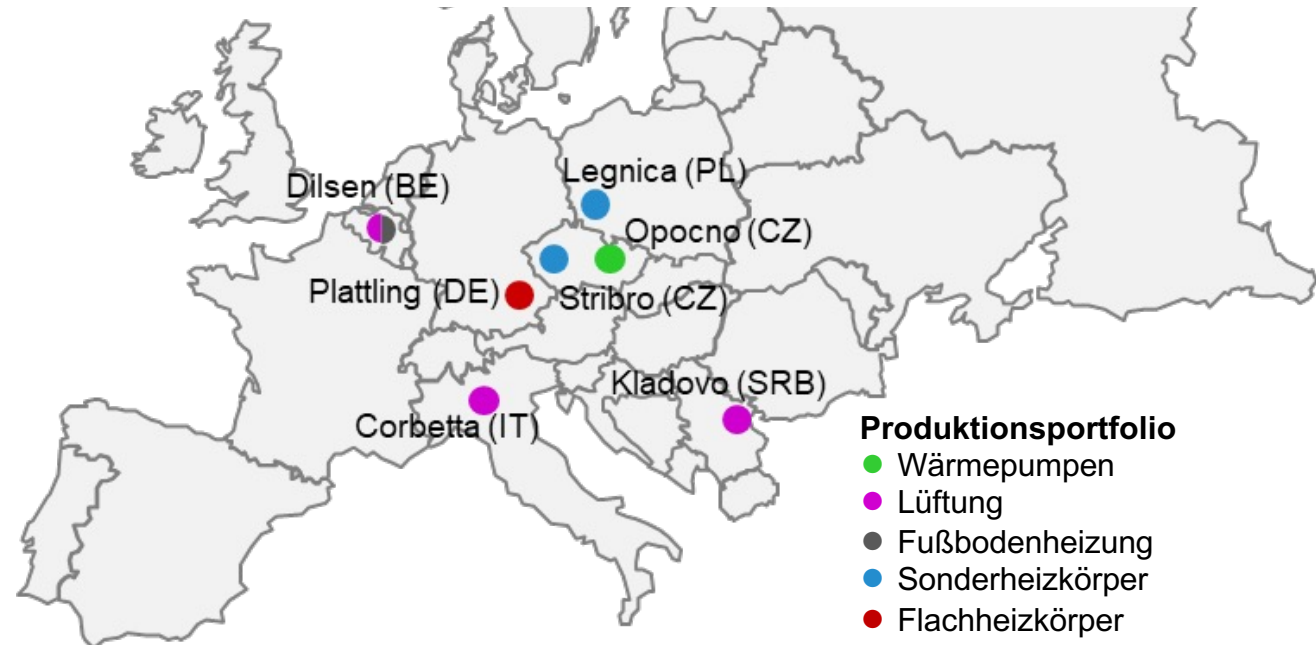 Legnica (PL)
Dilsen (BE)
Opocno (CZ)
Plattling (DE)
Stribro (CZ)
Kladovo (SRB)
Corbetta (IT)
Produktionsportfolio
Wärmepumpen
Lüftung
Fußbodenheizung
Sonderheizkörper
Flachheizkörper